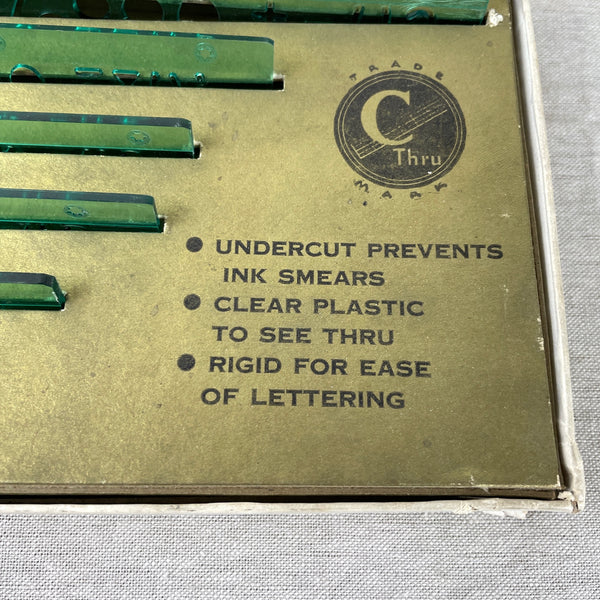 TRADE
C
Thru
MARK
● UNDERCUT PREVENTS
INK SMEARS
● CLEAR PLASTIC
TO SEE THRU
● RIGID FOR EASE
OF LETTERING